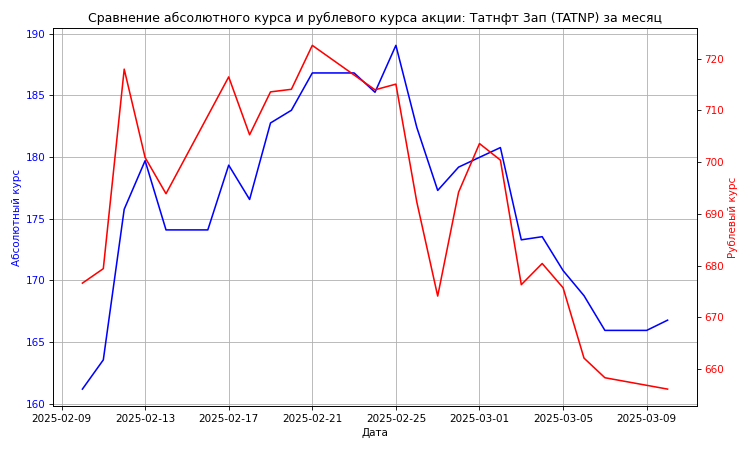 Сравнение абсолютного курса и рублевого курса акции: Татнфт 3ап (TATNP) за месяц
Абсолютный курс
190
185
180
175
170
165
160
720
710
700
690
680
670
660
Рублевый курс
2025-02-09 2025-02-13 2025-02-17 2025-02-21 2025-02-25 2025-03-01 2025-03-05 2025-03-09
Дата